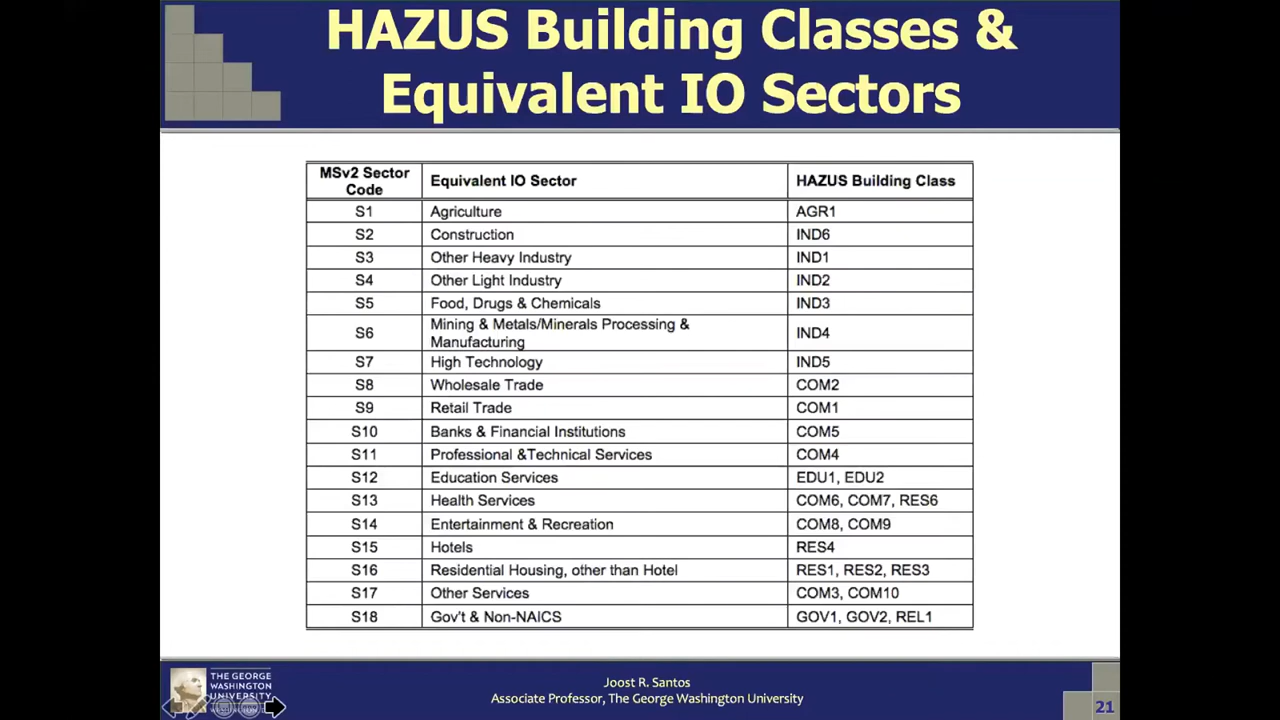 HAZUS Building Classes &
Equivalent IO Sectors
MSv2 Sector Code Equivalent IO Sector HAZUS Building Class
S1 Agriculture AGR1
S2 Construction IND6
S3 Other Heavy Industry IND1
S4 Other Light Industry IND2
S5 Food, Drugs & Chemicals IND3
S6 Mining & Metals/Minerals Processing & Manufacturing IND4
S7 High Technology IND5
S8 Wholesale Trade COM2
S9 Retail Trade COM1
S10 Banks & Financial Institutions COM5
S11 Professional &Technical Services COM4
S12 Education Services EDU1, EDU2
S13 Health Services COM6, COM7, RES6
S14 Entertainment & Recreation COM8, COM9
S15 Hotels RES4
S16 Residential Housing, other than Hotel RES1, RES2, RES3
S17 Other Services COM3, COM10
S18 Gov't & Non-NAICS GOV1, GOV2, REL1
THE GEORGE
WASHINGTON
UNIVERSITY
Joost R. Santos
Associate Professor, The George Washington University
21